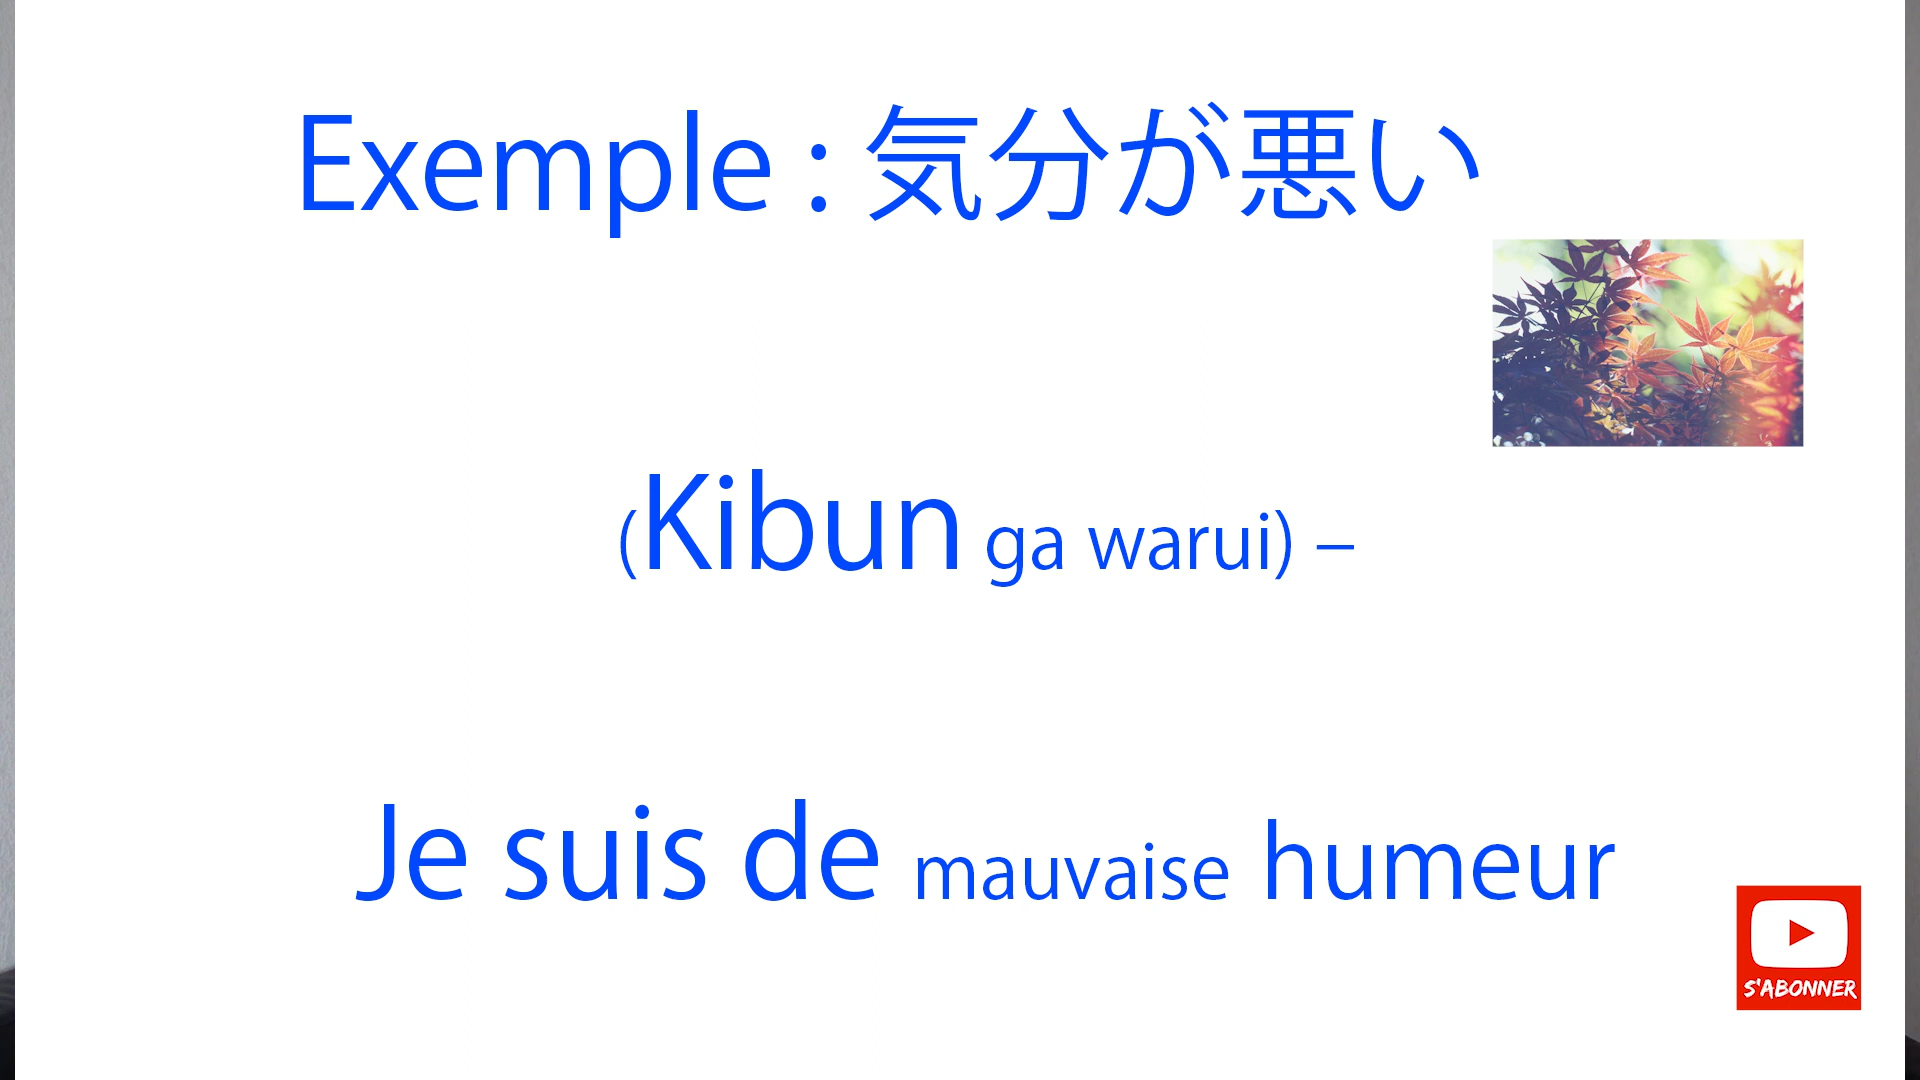 Exemple : 気分が悪い
(Kibun ga warui) –
Je suis de mauvaise humeur
S'ABONNER